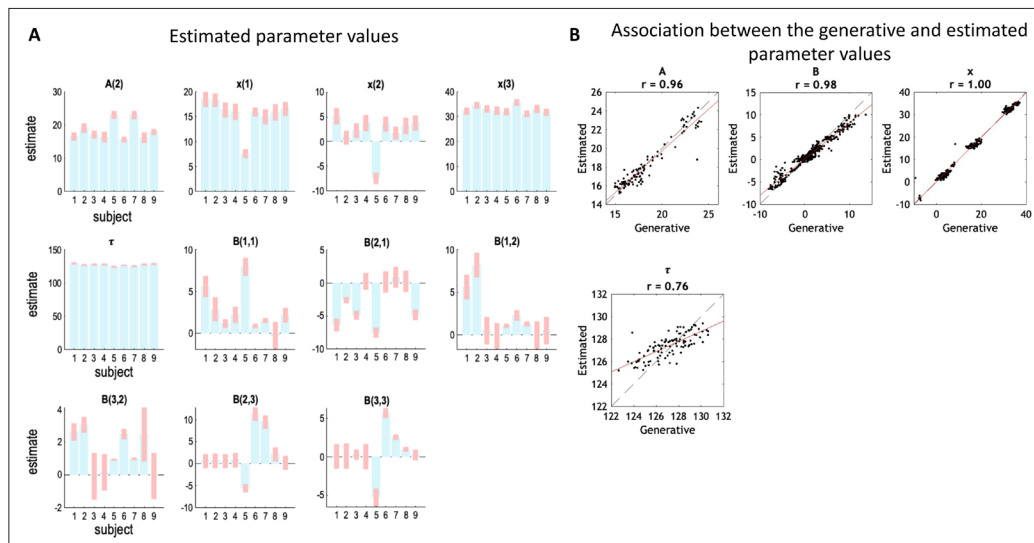 A
Estimated parameter values
A(2)
30
20
10
0
estimate
1 2 3 4 5 6 7 8 9
subject
x(1)
20
15
10
5
0
1 2 3 4 5 6 7 8 9
x(2)
10
5
0
-5
-10
1 2 3 4 5 6 7 8 9
x(3)
40
30
20
10
0
1 2 3 4 5 6 7 8 9
τ
150
100
50
0
estimate
1 2 3 4 5 6 7 8 9
subject
B(1,1)
10
5
0
1 2 3 4 5 6 7 8 9
B(2,1)
5
0
-5
-10
1 2 3 4 5 6 7 8 9
B(1,2)
10
5
0
1 2 3 4 5 6 7 8 9
B(3,2)
4
2
0
-2
estimate
1 2 3 4 5 6 7 8 9
subject
B(2,3)
10
5
0
-5
-10
1 2 3 4 5 6 7 8 9
B(3,3)
5
0
-5
1 2 3 4 5 6 7 8 9
B
Association between the generative and estimated
parameter values
A
r = 0.96
26
24
22
20
18
16
14
Estimated
15 20 25
Generative
B
r = 0.98
15
10
5
0
-5
-10
Estimated
-10 0 10
Generative
x
r = 1.00
40
30
20
10
0
-10
Estimated
0 20 40
Generative
τ
r = 0.76
132
130
128
126
124
122
Estimated
122 124 126 128 130 132
Generative